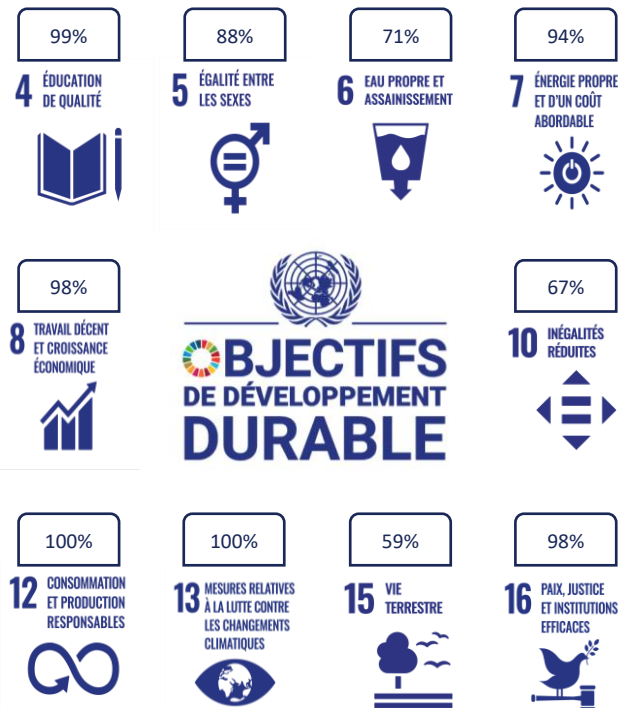 99%
4 ÉDUCATION
DE QUALITÉ
88%
5 ÉGALITÉ ENTRE
LES SEXES
71%
6 EAU PROPRE ET
ASSAINISSEMENT
94%
7 ÉNERGIE PROPRE
ET D'UN COÛT
ABORDABLE
98%
8 TRAVAIL DÉCENT
ET CROISSANCE
ÉCONOMIQUE
OBJECTIFS
DE DÉVELOPPEMENT
DURABLE
67%
10 INÉGALITÉS
RÉDUITES
100%
12 CONSOMMATION
ET PRODUCTION
RESPONSABLES
100%
13 MESURES RELATIVES
À LA LUTTE CONTRE
LES CHANGEMENTS
CLIMATIQUES
59%
15 VIE
TERRESTRE
98%
16 PAIX, JUSTICE
ET INSTITUTIONS
EFFICACES